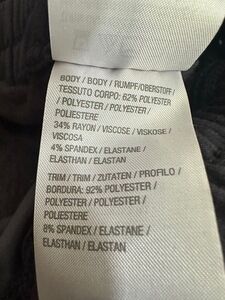 BODY / BODY / RUMPF/OBERSTOFF /
TESSUTO CORPO: 62% POLYESTER
/ POLYESTER / POLYESTER /
POLIESTERE
34% RAYON / VISCOSE / VISKOSE /
VISCOSA
4% SPANDEX / ELASTANE /
ELASTHAN / ELASTAN
TRIM / TRIM / ZUTATEN / PROFILO /
BORDURA: 92% POLYESTER /
POLYESTER / POLYESTER /
POLIESTERE
8% SPANDEX / ELASTANE /
ELASTHAN / ELASTAN